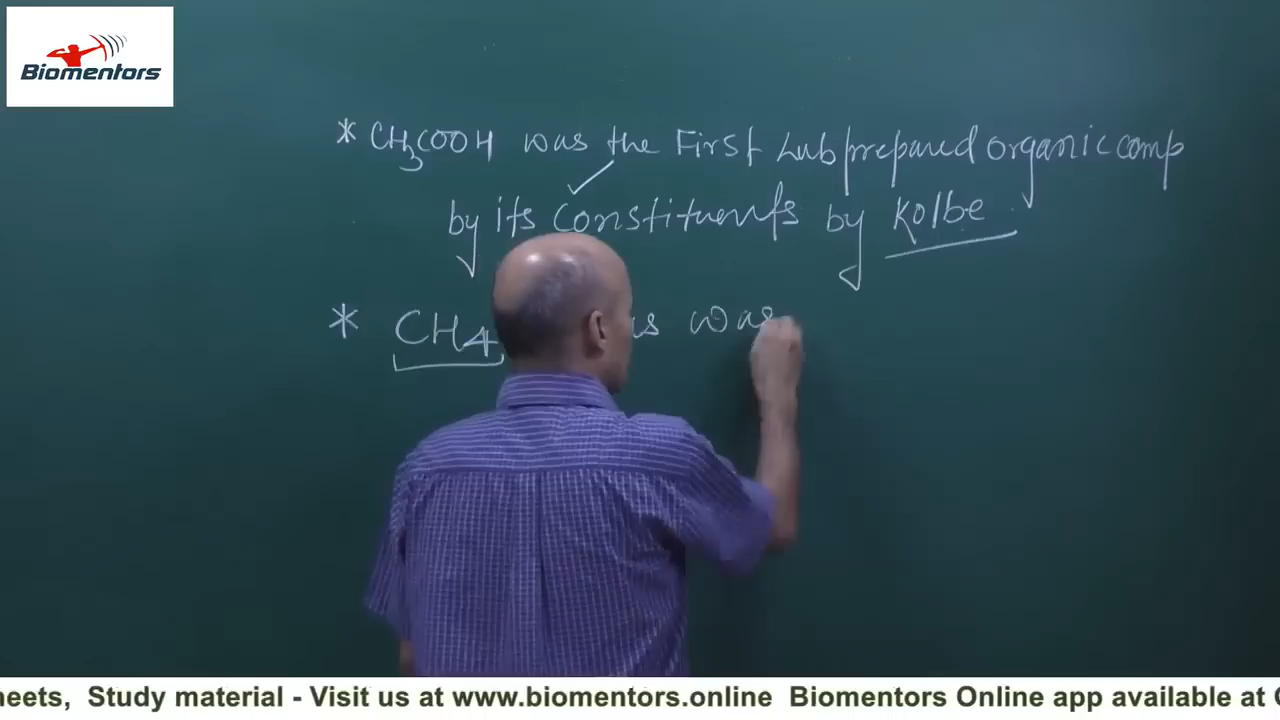 Biomentors
* CH3COOH was the First Lab prepared organic comp
by its constituents by Kolbe
* CH4 was
heets, Study material - Visit us at www.biomentors.online Biomentors Online app available at